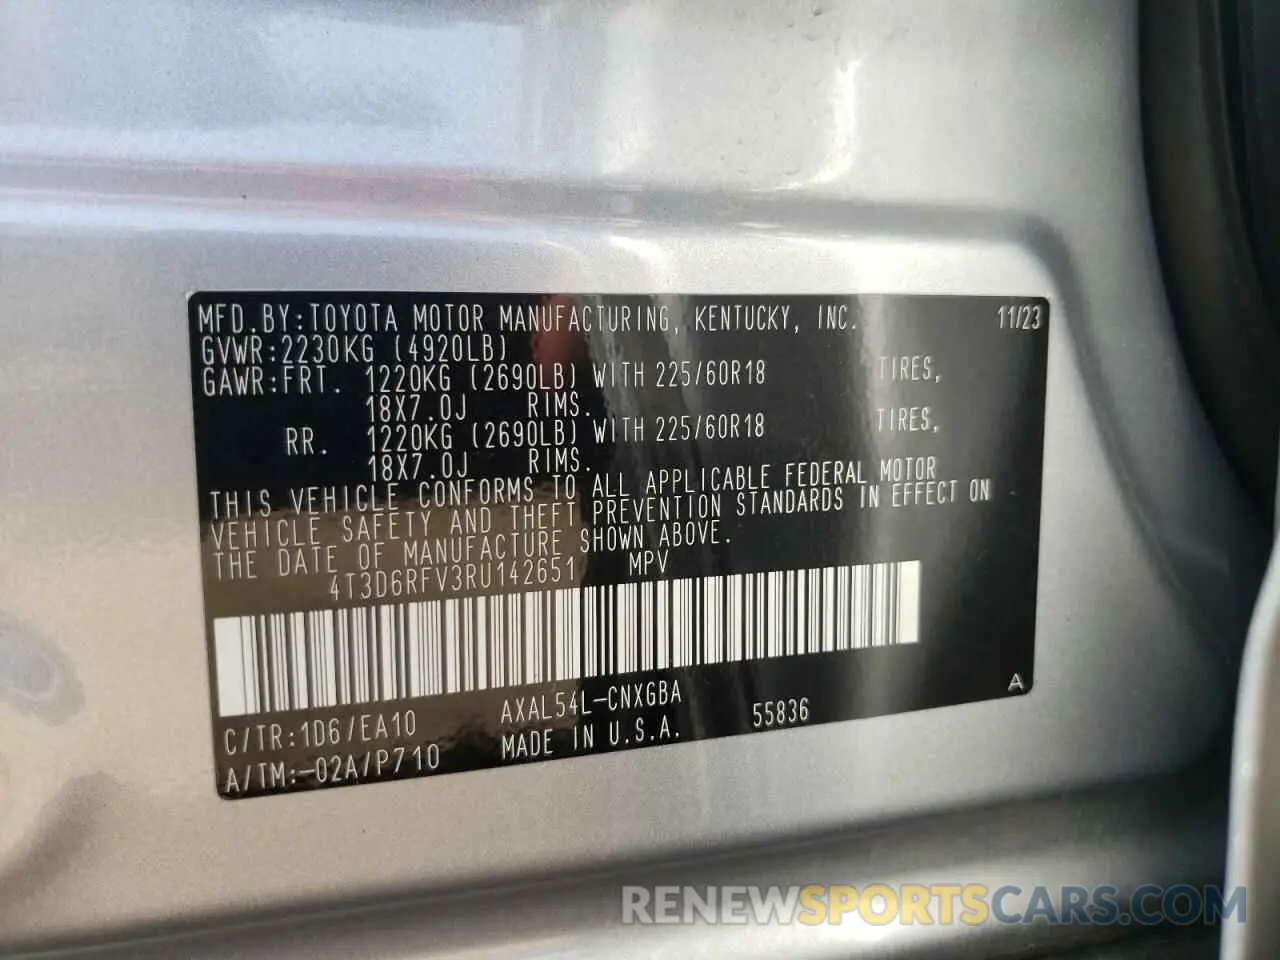 MFD.BY:TOYOTA MOTOR MANUFACTURING, KENTUCKY, INC. 11/23
GVWR:2230KG (4920LB)
GAWR:FRT. 1220KG (2690LB) WITH 225/60R18 TIRES,
18X7.0J RIMS.
RR. 1220KG (2690LB) WITH 225/60R18 TIRES,
18X7.0J RIMS.
THIS VEHICLE CONFORMS TO ALL APPLICABLE FEDERAL MOTOR
VEHICLE SAFETY AND THEFT PREVENTION STANDARDS IN EFFECT ON
THE DATE OF MANUFACTURE SHOWN ABOVE.
4T3D6RFV3RU142651 MPV
C/TR:1D6/EA10 AXAL54L-CNXGBA 55836 A
A/TM:-02A/P710 MADE IN U.S.A.
RENEWSPORTSCARS.COM